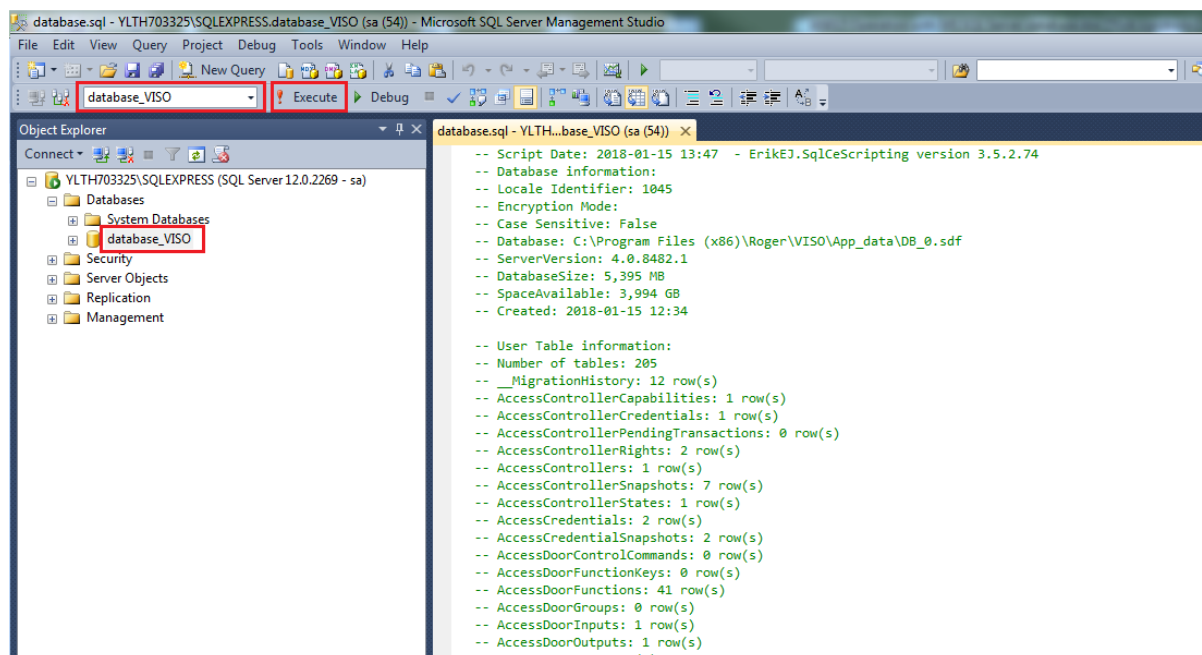 database.sql - YLTH703325\SQLEXPRESS.database_VISO (sa (54)) - Microsoft SQL Server Management Studio
File Edit View Query Project Debug Tools Window Help
New Query
database_VISO Execute Debug
Object Explorer
Connect
YLTH703325\SQLEXPRESS (SQL Server 12.0.2269 - sa)
Databases
System Databases
database_VISO
Security
Server Objects
Replication
Management
database.sql - YLTH...base_VISO (sa (54))
-- Script Date: 2018-01-15 13:47 - ErikEJ.SqlCeScripting version 3.5.2.74
-- Database information:
-- Locale Identifier: 1045
-- Encryption Mode:
-- Case Sensitive: False
-- Database: C:\Program Files (x86)\Roger\VISO\App_data\DB_0.sdf
-- ServerVersion: 4.0.8482.1
-- DatabaseSize: 5,395 MB
-- SpaceAvailable: 3,994 GB
-- Created: 2018-01-15 12:34
-- User Table information:
-- Number of tables: 205
-- __MigrationHistory: 12 row(s)
-- AccessControllerCapabilities: 1 row(s)
-- AccessControllerCredentials: 1 row(s)
-- AccessControllerPendingTransactions: 0 row(s)
-- AccessControllerRights: 2 row(s)
-- AccessControllers: 1 row(s)
-- AccessControllerSnapshots: 7 row(s)
-- AccessControllerStates: 1 row(s)
-- AccessCredentials: 2 row(s)
-- AccessCredentialSnapshots: 2 row(s)
-- AccessDoorControlCommands: 0 row(s)
-- AccessDoorFunctionKeys: 0 row(s)
-- AccessDoorFunctions: 41 row(s)
-- AccessDoorGroups: 0 row(s)
-- AccessDoorInputs: 1 row(s)
-- AccessDoorOutputs: 1 row(s)